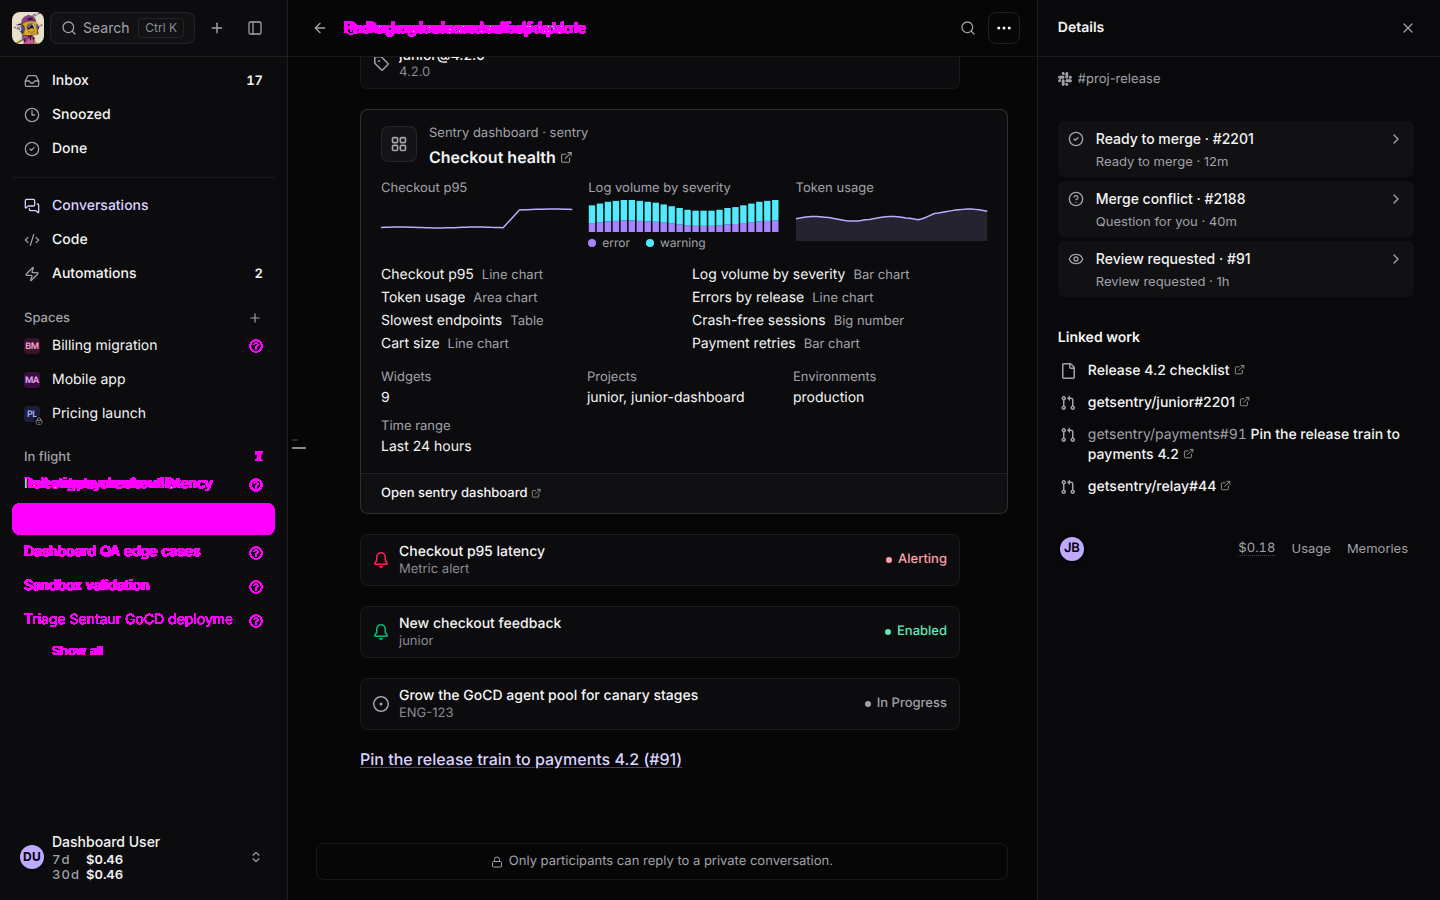 Search Ctrl K
Inbox 17
Snoozed
Done
Conversations
Code
Automations 2
Spaces
BM Billing migration
MA Mobile app
PL Pricing launch
In flight
latency
Dashboard QA edge cases
Sandbox validation
Triage Sentaur GoCD deployme
Show all
DU Dashboard User
7d $0.46
30d $0.46
junior@4.2.0
4.2.0
Sentry dashboard · sentry
Checkout health
Checkout p95
Log volume by severity
error warning
Token usage
Checkout p95 Line chart
Log volume by severity Bar chart
Token usage Area chart
Errors by release Line chart
Slowest endpoints Table
Crash-free sessions Big number
Cart size Line chart
Payment retries Bar chart
Widgets
9
Projects
junior, junior-dashboard
Environments
production
Time range
Last 24 hours
Open sentry dashboard
Checkout p95 latency
Metric alert
Alerting
New checkout feedback
junior
Enabled
Grow the GoCD agent pool for canary stages
ENG-123
In Progress
Pin the release train to payments 4.2 (#91)
Only participants can reply to a private conversation.
Details
#proj-release
Ready to merge · #2201
Ready to merge · 12m
Merge conflict · #2188
Question for you · 40m
Review requested · #91
Review requested · 1h
Linked work
Release 4.2 checklist
getsentry/junior#2201
getsentry/payments#91 Pin the release train to
payments 4.2
getsentry/relay#44
JB $0.18 Usage Memories